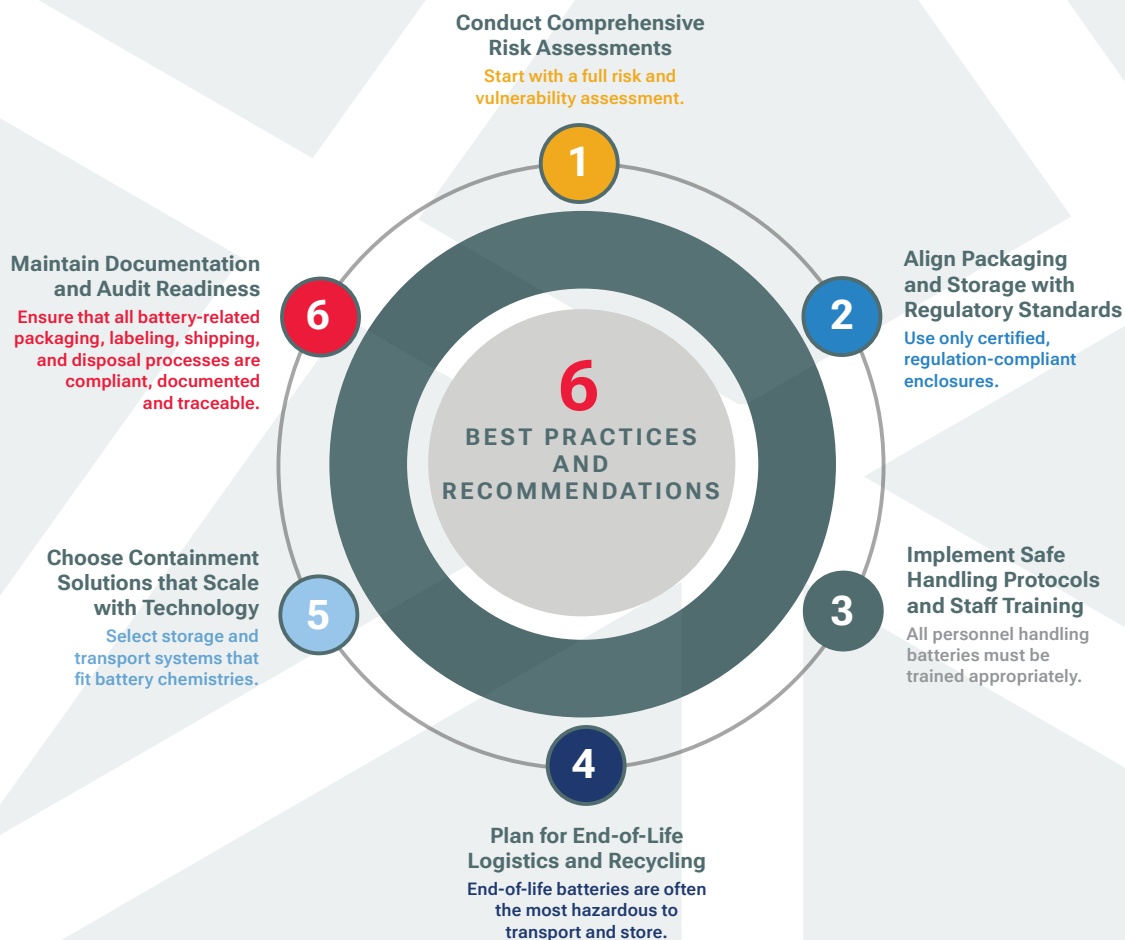 Conduct Comprehensive
Risk Assessments
Start with a full risk and
vulnerability assessment.
1
Align Packaging
and Storage with
Regulatory Standards
Use only certified,
regulation-compliant
enclosures.
2
Implement Safe
Handling Protocols
and Staff Training
All personnel handling
batteries must be
trained appropriately.
3
4
Plan for End-of-Life
Logistics and Recycling
End-of-life batteries are often
the most hazardous to
transport and store.
Choose Containment
Solutions that Scale
with Technology
Select storage and
transport systems that
fit battery chemistries.
5
Maintain Documentation
and Audit Readiness
Ensure that all battery-related
packaging, labeling, shipping,
and disposal processes are
compliant, documented
and traceable.
6
6
BEST PRACTICES
AND
RECOMMENDATIONS